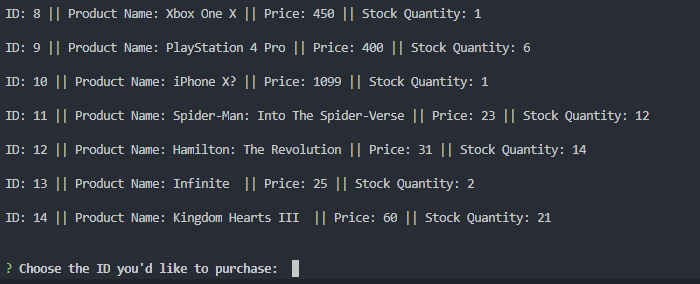 ID: 8 || Product Name: Xbox One X || Price: 450 || Stock Quantity: 1
ID: 9 || Product Name: PlayStation 4 Pro || Price: 400 || Stock Quantity: 6
ID: 10 || Product Name: iPhone X? || Price: 1099 || Stock Quantity: 1
ID: 11 || Product Name: Spider-Man: Into The Spider-Verse || Price: 23 || Stock Quantity: 12
ID: 12 || Product Name: Hamilton: The Revolution || Price: 31 || Stock Quantity: 14
ID: 13 || Product Name: Infinite  || Price: 25 || Stock Quantity: 2
ID: 14 || Product Name: Kingdom Hearts III  || Price: 60 || Stock Quantity: 21
? Choose the ID you'd like to purchase: